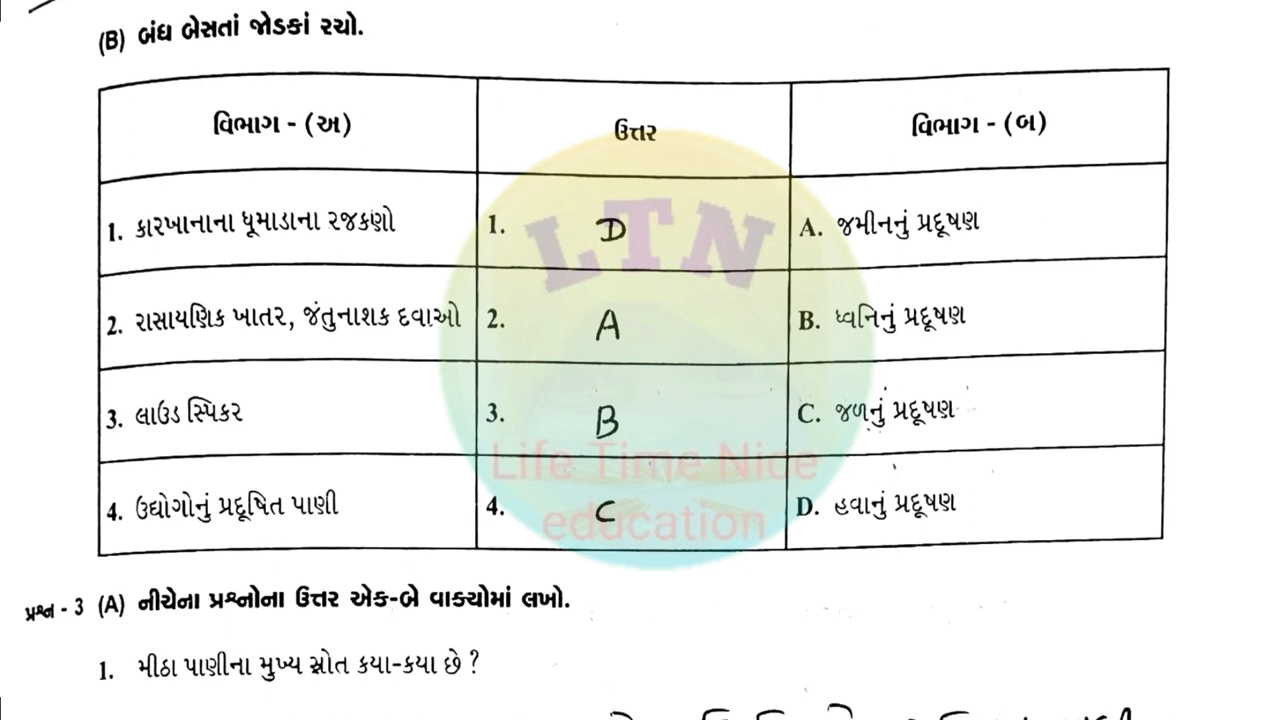 (B) બંધ બેસતાં જોડકાં રચો.
વિભાગ - (અ) ઉત્તર વિભાગ - (બ)
1. કારખાનાના ધૂમાડાના રજકણો 1. D A. જમીનનું પ્રદૂષણ
2. રાસાયણિક ખાતર, જંતુનાશક દવાઓ 2. A B. ધ્વનિનું પ્રદૂષણ
3. લાઉડ સ્પિકર 3. B C. જળનું પ્રદૂષણ
4. ઉદ્યોગોનું પ્રદૂષિત પાણી 4. C D. હવાનું પ્રદૂષણ
LTN
Life Time Nice
education
પ્રશ્ન - 3 (A) નીચેના પ્રશ્નોના ઉત્તર એક-બે વાક્યોમાં લખો.
1. મીઠા પાણીના મુખ્ય સ્રોત કયા-કયા છે ?